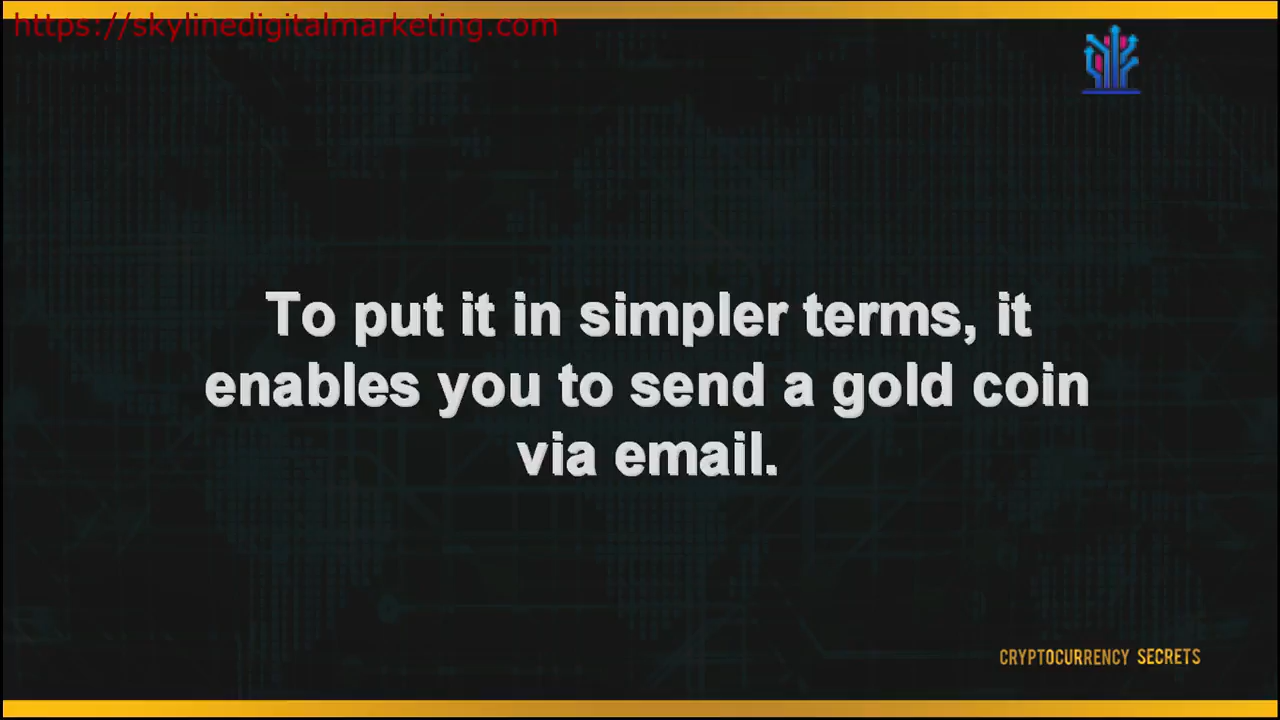 https://skylinedigitalmarketing.com
To put it in simpler terms, it
enables you to send a gold coin
via email.
CRYPTOCURRENCY SECRETS